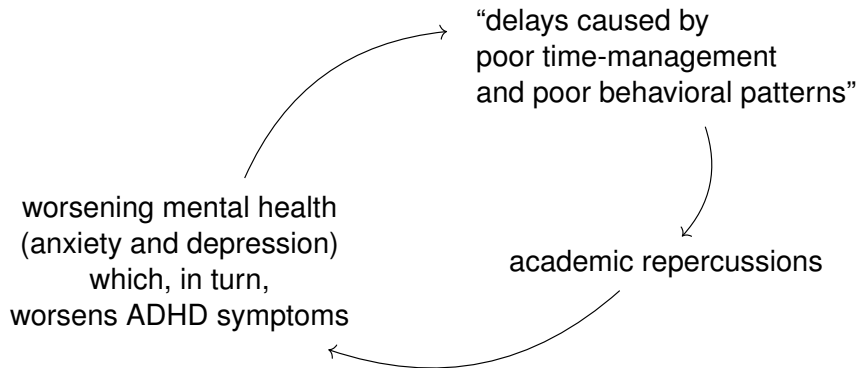 “delays caused by
poor time-management
and poor behavioral patterns”
worsening mental health
(anxiety and depression)
which, in turn,
worsens ADHD symptoms
academic repercussions